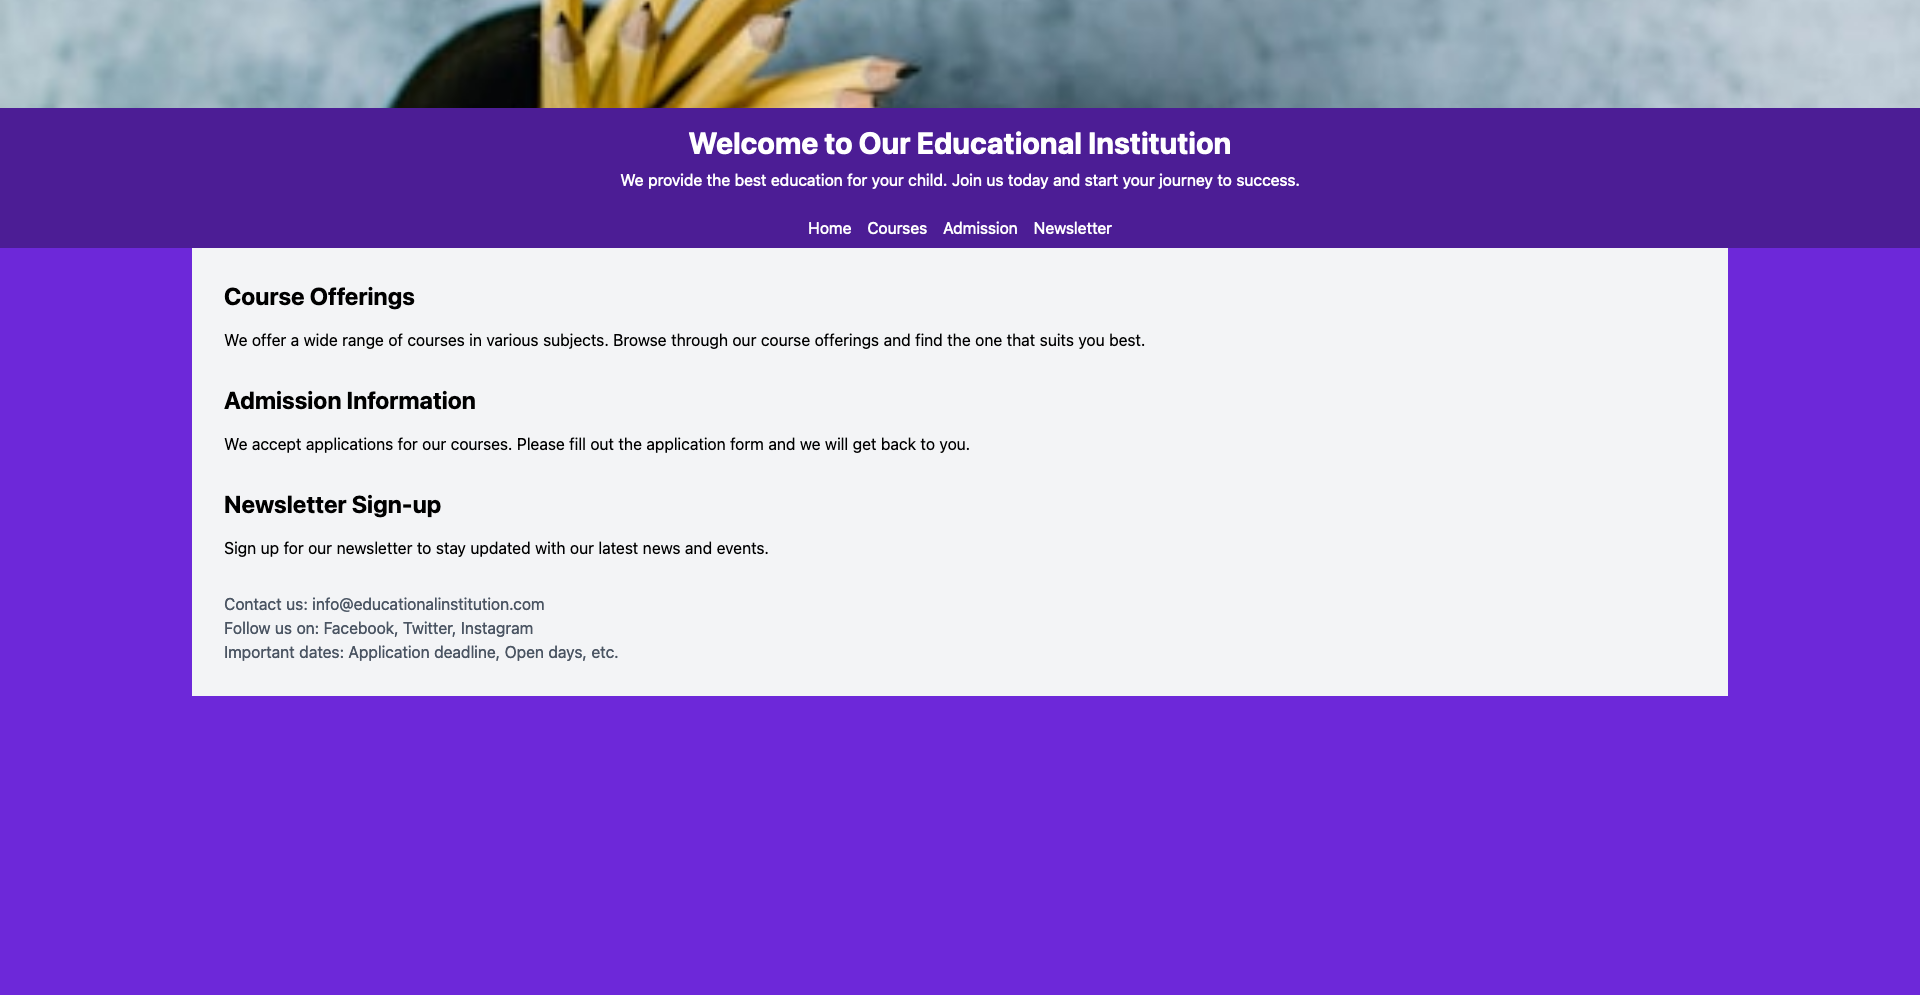 Welcome to Our Educational Institution
We provide the best education for your child. Join us today and start your journey to success.
Home Courses Admission Newsletter
Course Offerings
We offer a wide range of courses in various subjects. Browse through our course offerings and find the one that suits you best.
Admission Information
We accept applications for our courses. Please fill out the application form and we will get back to you.
Newsletter Sign-up
Sign up for our newsletter to stay updated with our latest news and events.
Contact us: info@educationalinstitution.com
Follow us on: Facebook, Twitter, Instagram
Important dates: Application deadline, Open days, etc.